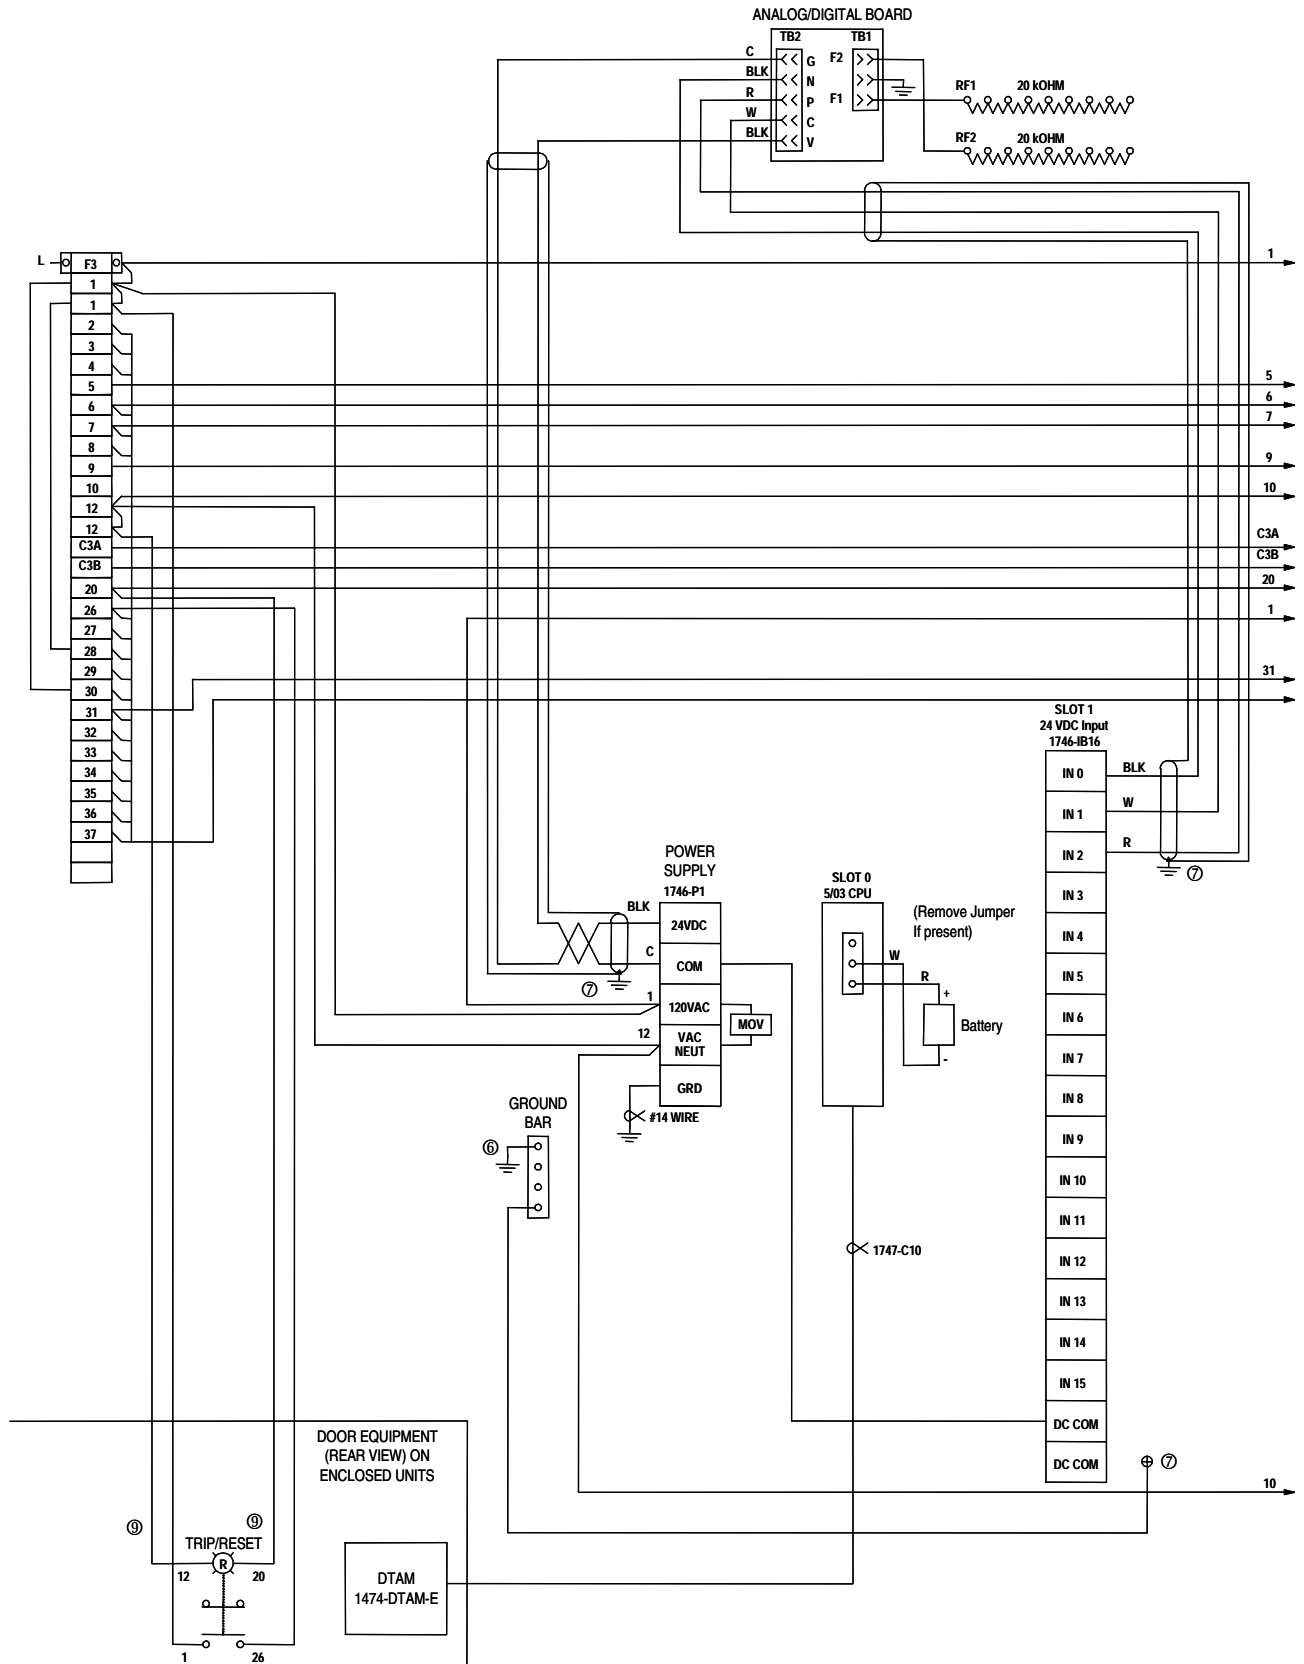 ANALOG/DIGITAL BOARD
TB2 TB1
C G F2
BLK N
R P F1
W C
BLK V
RF1 20 kOHM
RF2 20 kOHM
L F3 1
1
1
2
3
4
5 5
6 6
7 7
8
9 9
10 10
12
12
C3A C3A
C3B C3B
20 20
26 1
27
28
29
30
31 31
32
33
34
35
36
37
SLOT 1
24 VDC Input
1746-IB16
IN 0 BLK
IN 1 W
IN 2 R
⑦
IN 3
IN 4
IN 5
IN 6
IN 7
IN 8
IN 9
IN 10
IN 11
IN 12
IN 13
IN 14
IN 15
DC COM
DC COM ⑦
10
POWER
SUPPLY
1746-P1
BLK 24VDC
C COM
⑦
1 120VAC
MOV
12 VAC
NEUT
GRD
#14 WIRE
SLOT 0
5/03 CPU
(Remove Jumper
If present)
W
R
+
Battery
-
GROUND
BAR
⑥
1747-C10
DOOR EQUIPMENT
(REAR VIEW) ON
ENCLOSED UNITS
⑨ ⑨
TRIP/RESET
R
12 20
1 26
DTAM
1474-DTAM-E